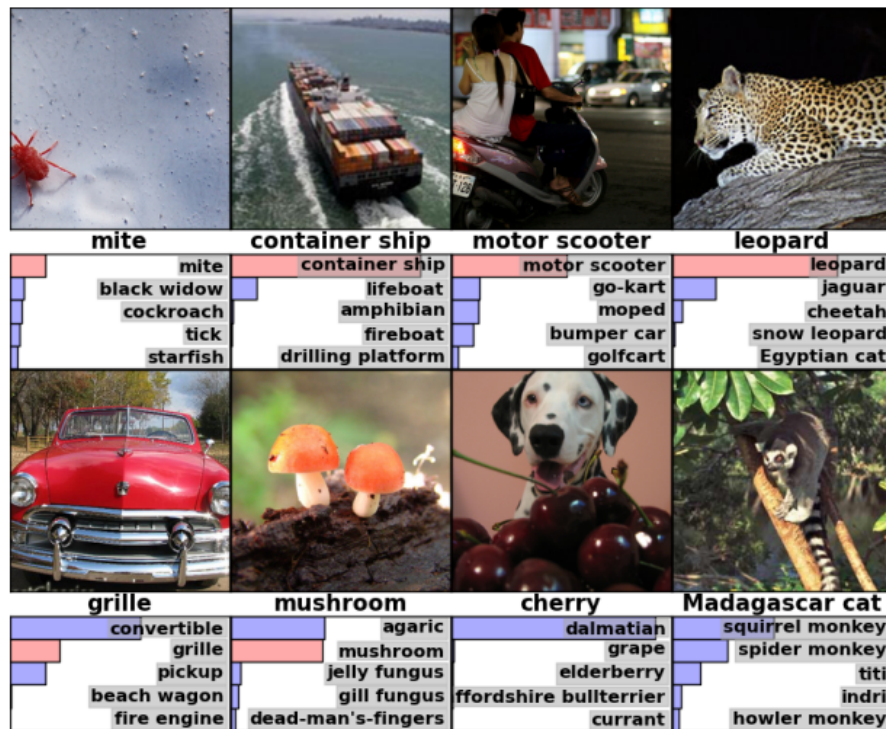 mite
container ship
motor scooter
leopard
mite
black widow
cockroach
tick
starfish
container ship
lifeboat
amphibian
fireboat
drilling platform
motor scooter
go-kart
moped
bumper car
golfcart
leopard
jaguar
cheetah
snow leopard
Egyptian cat
grille
mushroom
cherry
Madagascar cat
convertible
grille
pickup
beach wagon
fire engine
agaric
mushroom
jelly fungus
gill fungus
dead-man's-fingers
dalmatian
grape
elderberry
ffordshire bullterrier
currant
squirrel monkey
spider monkey
titi
indri
howler monkey